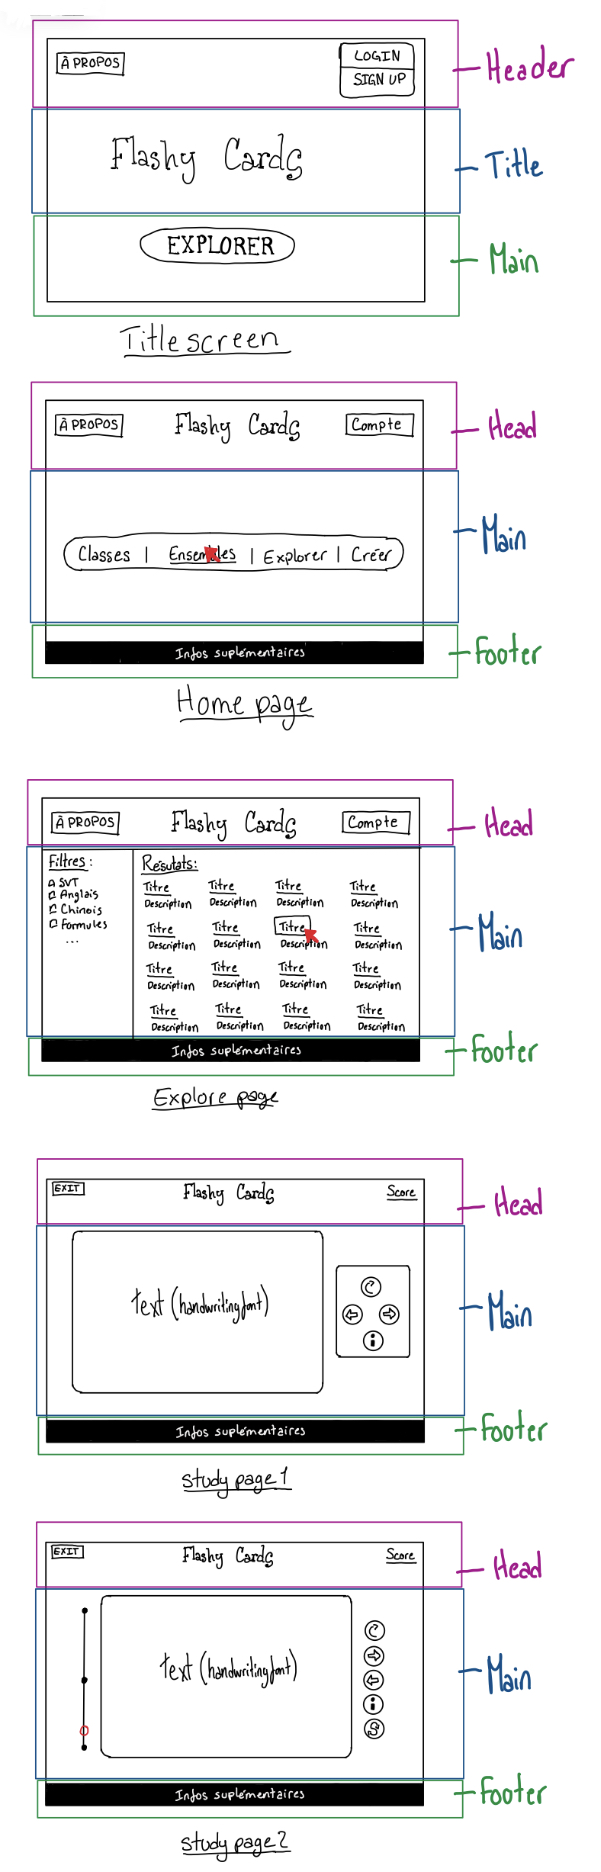 À PROPOS
LOGIN
SIGN UP
Header
Flashy Cards
Title
EXPLORER
Main
Title screen
À PROPOS
Flashy Cards
Compte
Head
Classes | Ensembles | Explorer | Créer
Main
Infos suplémentaires
Footer
Home page
À PROPOS
Flashy Cards
Compte
Head
Filtres :
SVT
Anglais
Chinois
Formules
...
Résutats:
Titre Titre Titre Titre
Description Description Description Description
Titre Titre Titre Titre
Description Description Description Description
Titre Titre Titre Titre
Description Description Description Description
Titre Titre Titre Titre
Description Description Description Description
Main
Infos suplémentaires
Footer
Explore page
EXIT
Flashy Cards
Score
Head
text (handwriting font)
i
Main
Infos suplémentaires
Footer
study page 1
EXIT
Flashy Cards
Score
Head
text (handwriting font)
i
Main
Infos suplémentaires
Footer
study page 2